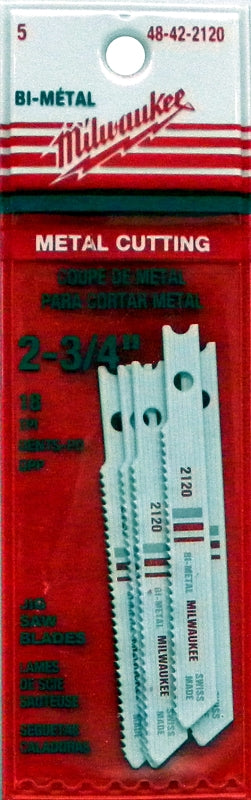 5 48-42-2120
BI-MÉTAL
Milwaukee
METAL CUTTING
COUPE DE MÉTAL
PARA CORTAR METAL
2-3/4"
18
TPI
DENTS-PO
DPP
JIG
SAW
BLADES
LAMES
DE SCIE
SAUTEUSE
SEGUETAS
CALADORAS
2120
BI-METAL MILWAUKEE SWISS MADE
2120
BI-METAL MILWAUKEE SWISS MADE